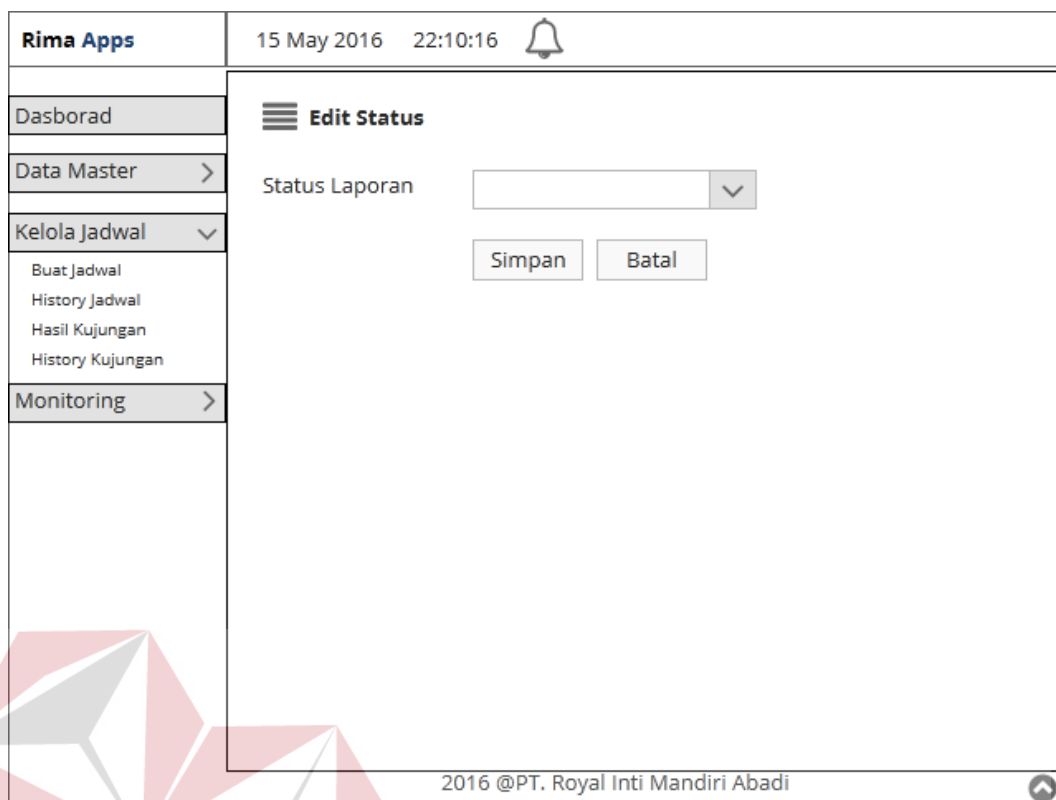 Rima Apps
15 May 2016 22:10:16
Dasborad
Data Master
Kelola Jadwal
Buat Jadwal
History Jadwal
Hasil Kujungan
History Kujungan
Monitoring
Edit Status
Status Laporan
Simpan Batal
2016 @PT. Royal Inti Mandiri Abadi